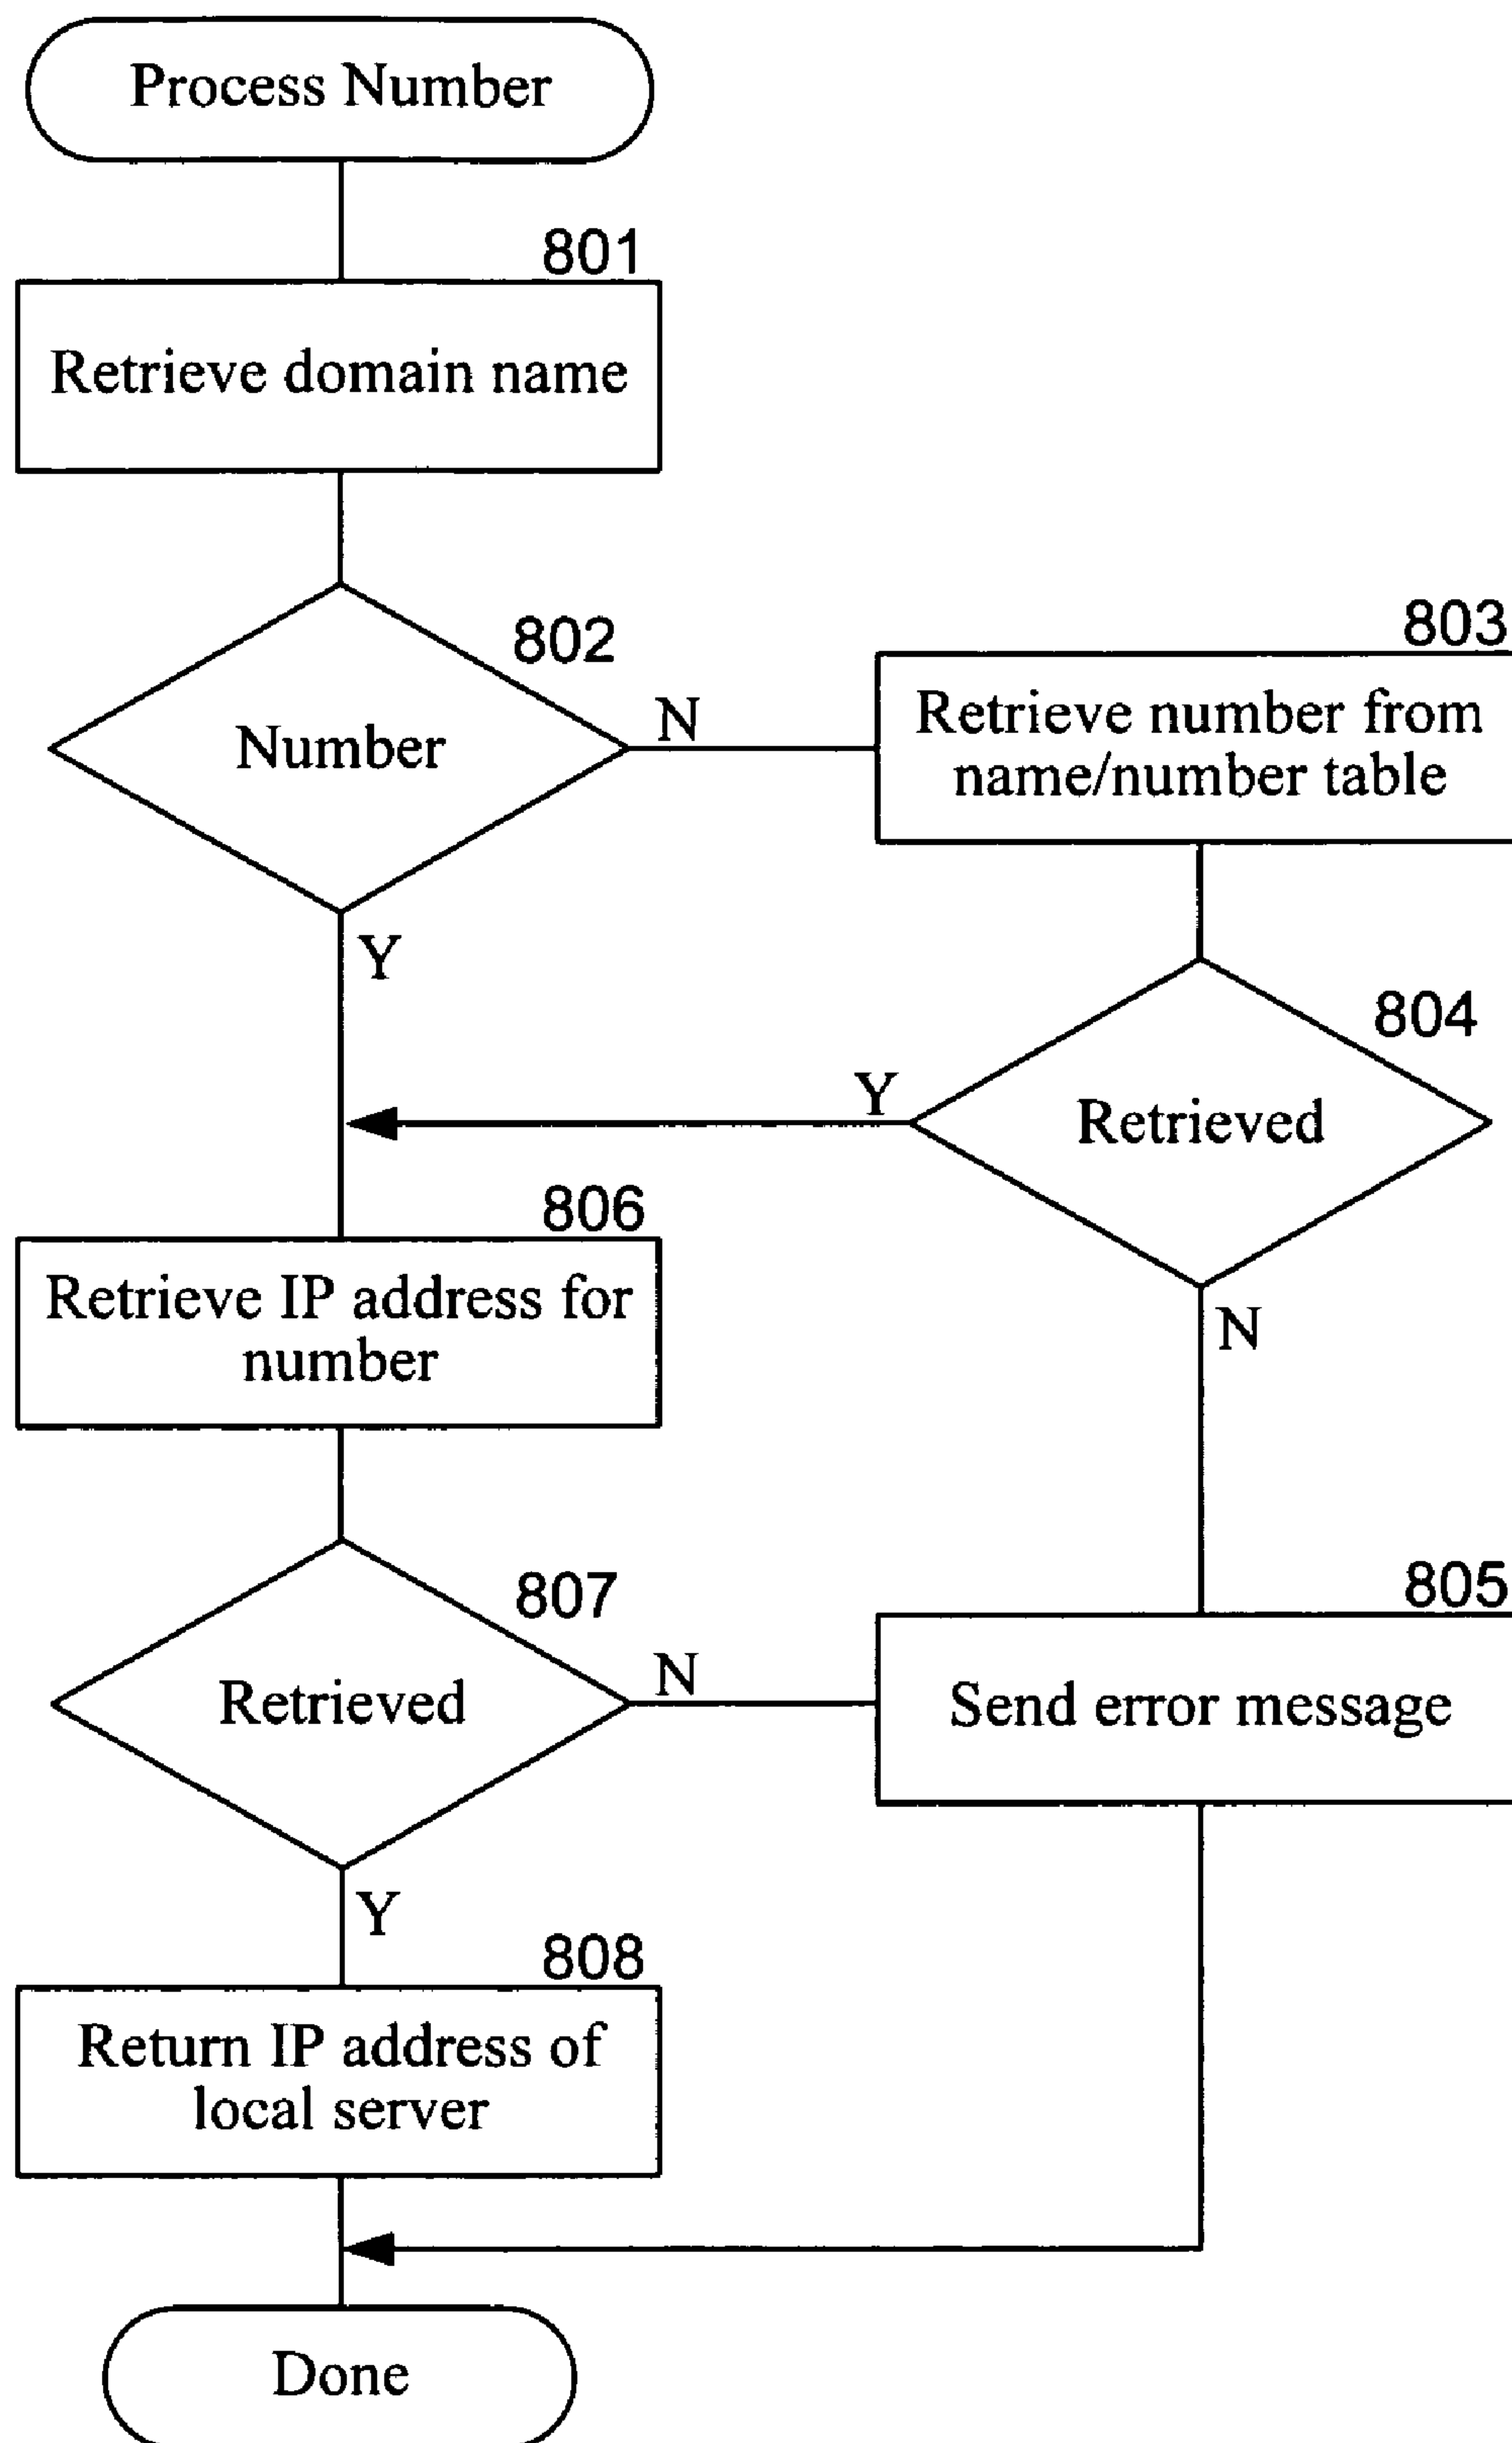 Process Number
801
Retrieve domain name
802
Number
N
803
Retrieve number from
name/number table
Y
804
Retrieved
Y
N
806
Retrieve IP address for
number
807
Retrieved
N
805
Send error message
Y
808
Return IP address of
local server
Done